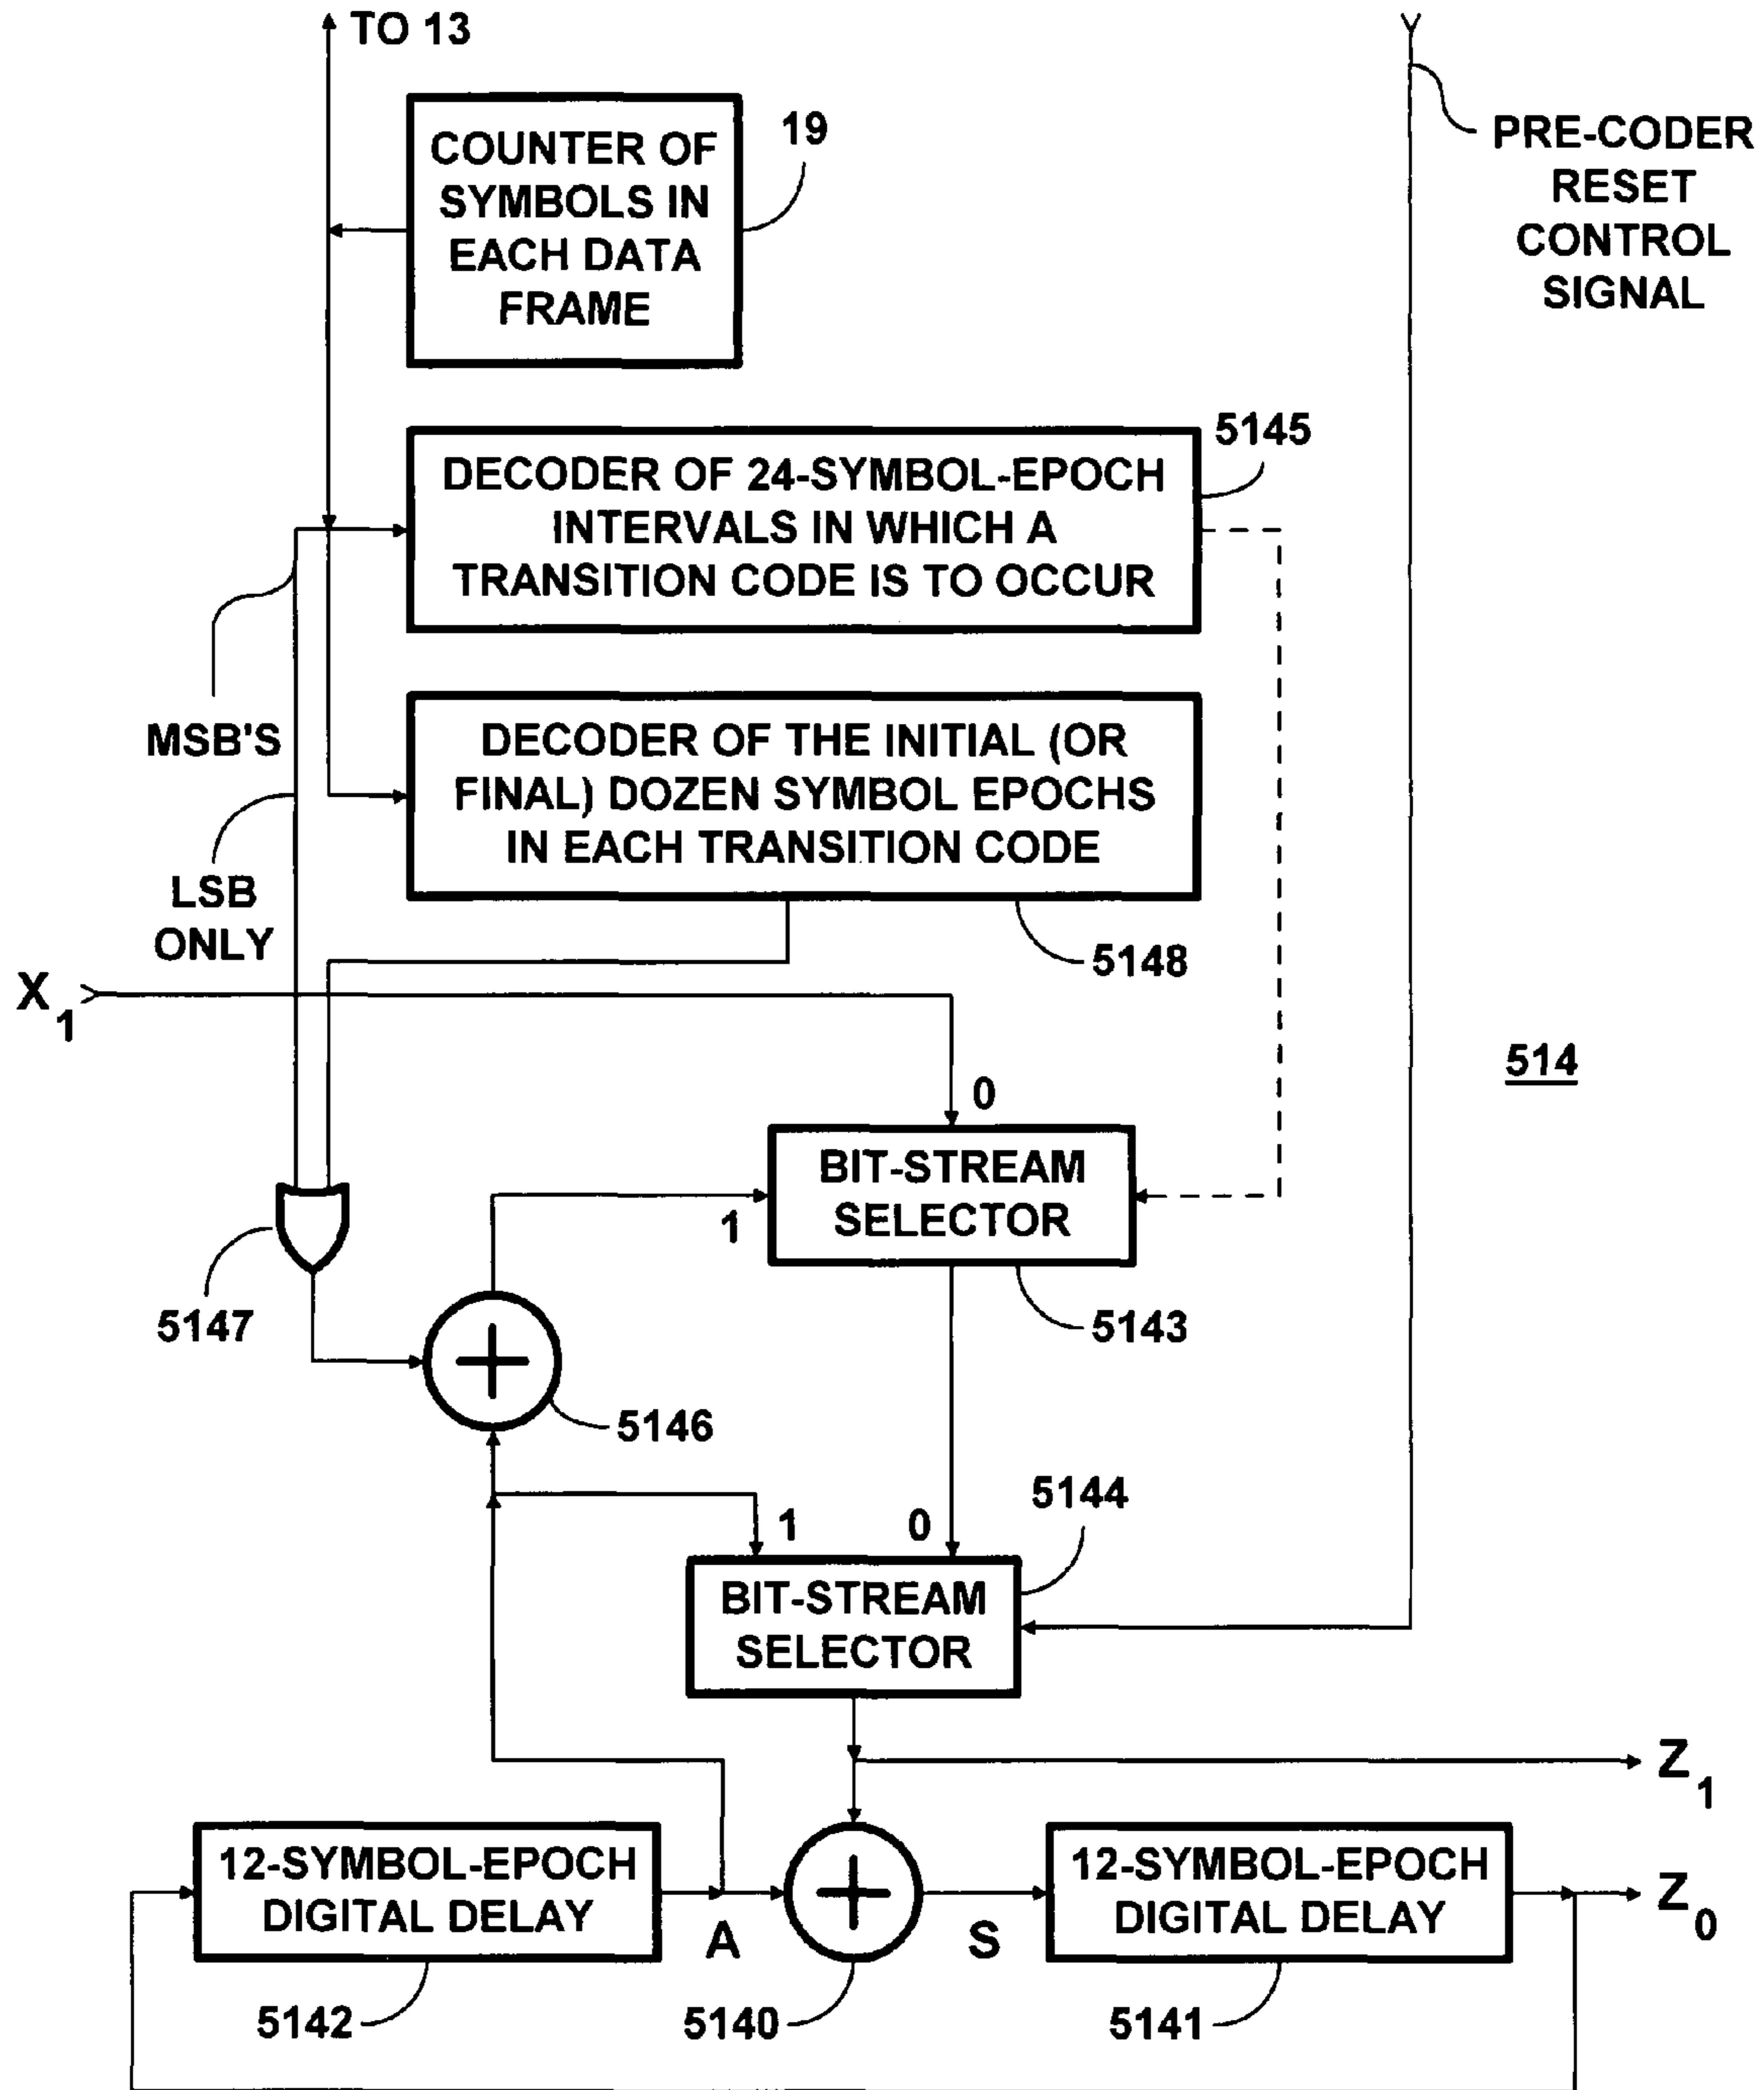 TO 13
COUNTER OF
SYMBOLS IN
EACH DATA
FRAME
19
PRE-CODER
RESET
CONTROL
SIGNAL
5145
DECODER OF 24-SYMBOL-EPOCH
INTERVALS IN WHICH A
TRANSITION CODE IS TO OCCUR
MSB'S
DECODER OF THE INITIAL (OR
FINAL) DOZEN SYMBOL EPOCHS
IN EACH TRANSITION CODE
LSB
ONLY
5148
X1
514
0
BIT-STREAM
SELECTOR
1
5147
5143
5146
5144
1
0
BIT-STREAM
SELECTOR
Z1
12-SYMBOL-EPOCH
DIGITAL DELAY
A
S
12-SYMBOL-EPOCH
DIGITAL DELAY
Z0
5142
5140
5141